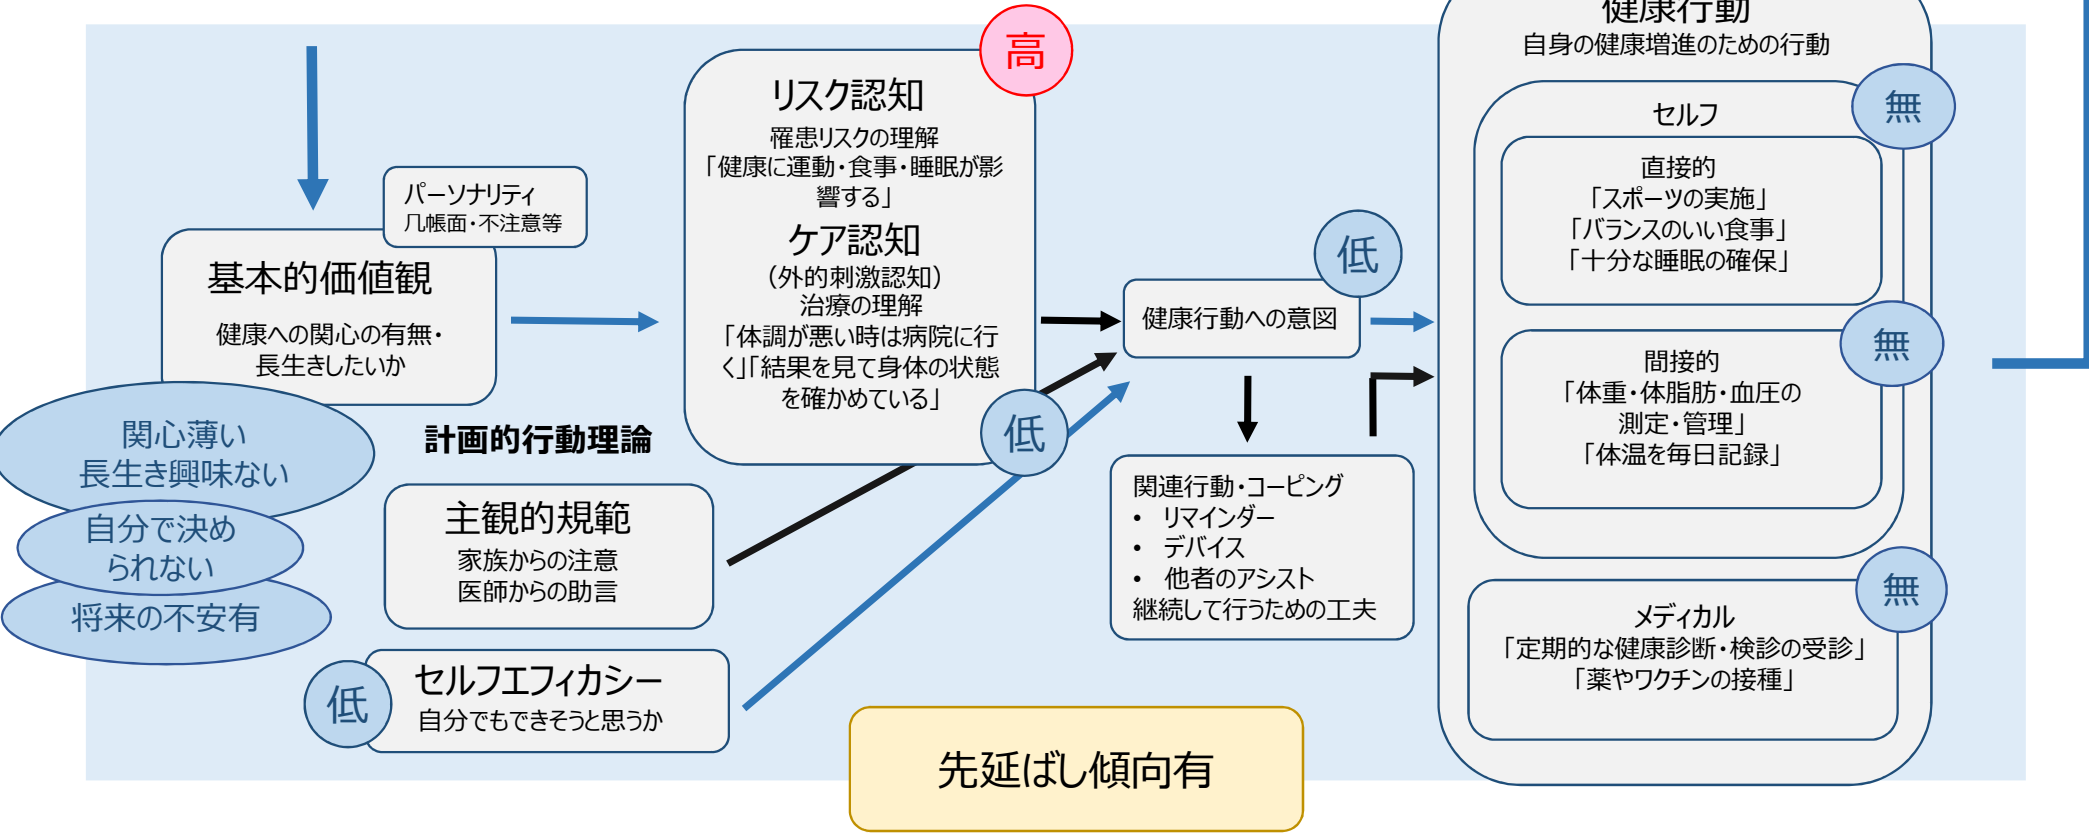 健康行動
自身の健康増進のための行動
高
無
リスク認知
罹患リスクの理解
「健康に運動・食事・睡眠が影
響する」
ケア認知
（外的刺激認知）
治療の理解
「体調が悪い時は病院に行
く」「結果を見て身体の状態
を確かめている」
低
パーソナリティ
几帳面・不注意等
基本的価値観
健康への関心の有無・
長生きしたいか
関心薄い
長生き興味ない
自分で決め
られない
将来の不安有
計画的行動理論
主観的規範
家族からの注意
医師からの助言
低
セルフエフィカシー
自分でもできそうと思うか
低
健康行動への意図
関連行動・コーピング
• リマインダー
• デバイス
• 他者のアシスト
継続して行うための工夫
セルフ
直接的
「スポーツの実施」
「バランスのいい食事」
「十分な睡眠の確保」
無
間接的
「体重・体脂肪・血圧の
測定・管理」
「体温を毎日記録」
無
メディカル
「定期的な健康診断・検診の受診」
「薬やワクチンの接種」
先延ばし傾向有